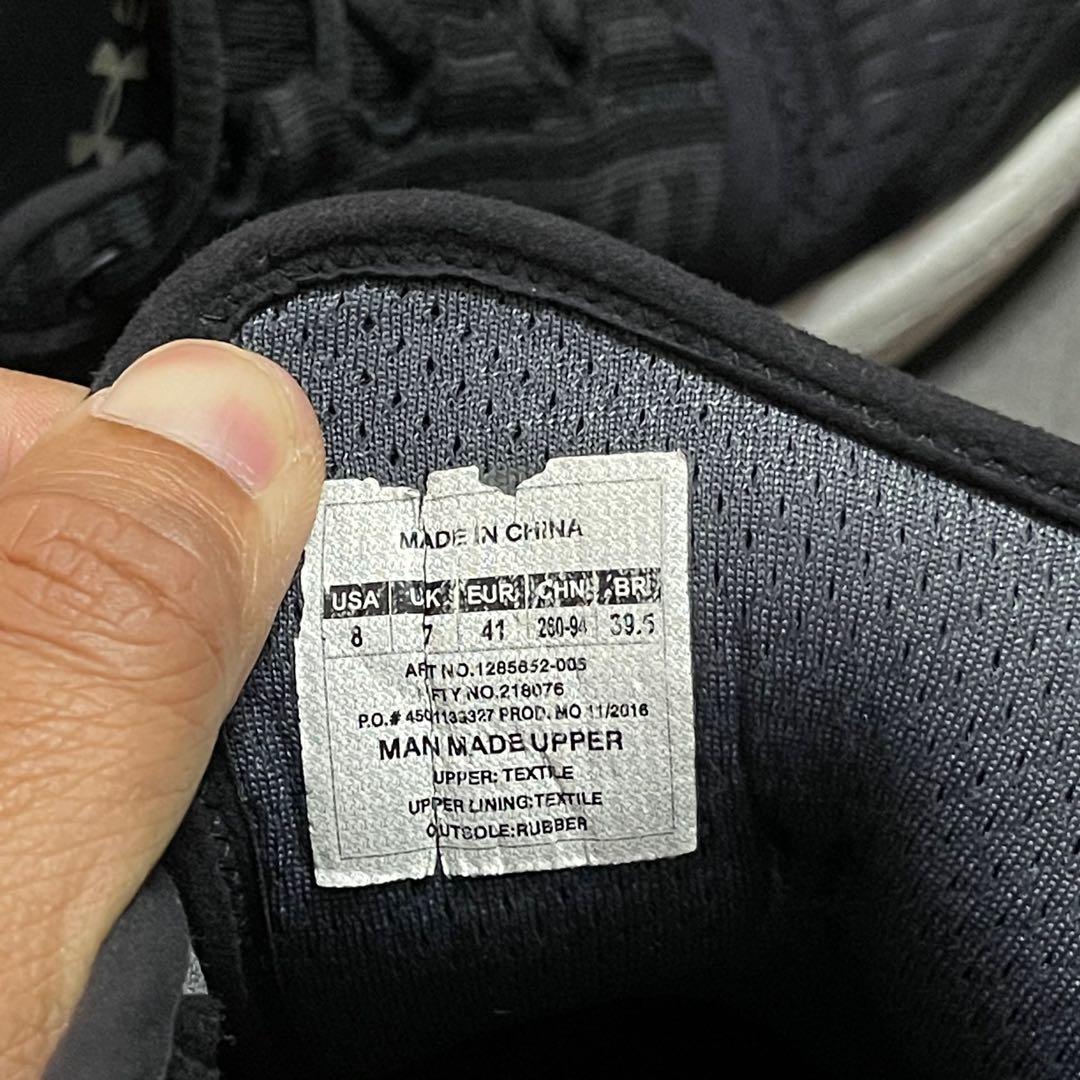 MADE IN CHINA
USA UK EUR CHN BR
8 7 41 260-94 39.5
ART NO.1285652-005
FTY NO.218076
P.O.# 4501133327 PROD. MO 11/2016
MAN MADE UPPER
UPPER: TEXTILE
UPPER LINING:TEXTILE
OUTSOLE:RUBBER